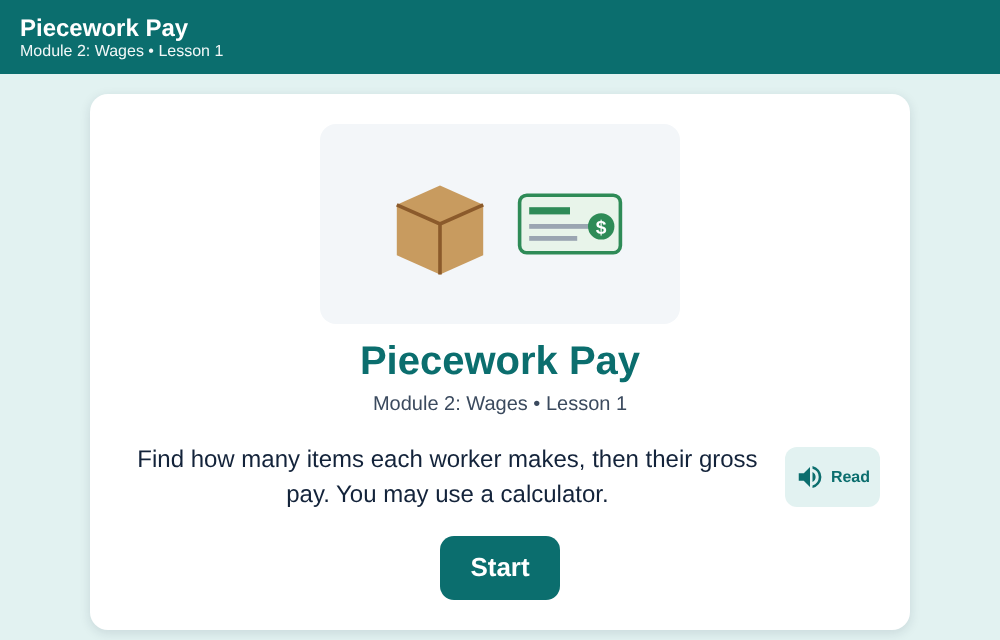 Piecework Pay
Module 2: Wages • Lesson 1
$
Piecework Pay
Module 2: Wages • Lesson 1
Find how many items each worker makes, then their gross
pay. You may use a calculator.
Read
Start